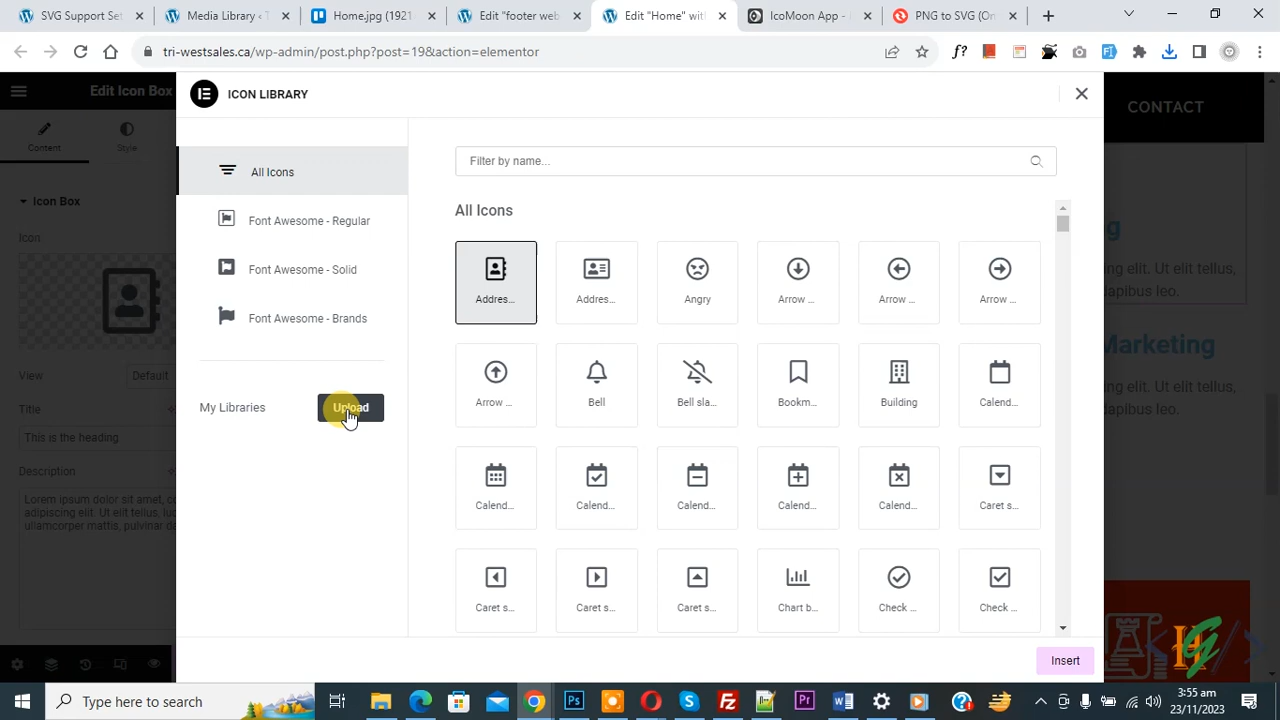 SVG Support Set
Media Library ‹ T
Home.jpg (1921
Edit "footer web
Edit "Home" wit
IcoMoon App -
PNG to SVG (On
tri-westsales.ca/wp-admin/post.php?post=19&action=elementor
f?
Edit Icon Box
ICON LIBRARY
CONTACT
Content
Style
All Icons
Filter by name...
Icon Box
Font Awesome - Regular
All Icons
Icon
Font Awesome - Solid
Addres...
Addres...
Angry
Arrow ...
Arrow ...
Arrow ...
ng elit. Ut elit tellus,
dapibus leo.
Font Awesome - Brands
Marketing
View
Default
ng elit. Ut elit tellus,
dapibus leo.
Title
My Libraries
Upload
Arrow ...
Bell
Bell sla...
Bookm...
Building
Calend...
This is the heading
Description
Lorem ipsum dolor sit amet, co
adipiscing elit. Ut elit tellus, luc
ullamcorper mattis, pulvinar da
Calend...
Calend...
Calend...
Calend...
Calend...
Caret s...
Caret s...
Caret s...
Caret s...
Chart b...
Check ...
Check ...
Insert
Type here to search
Ps
Pr
3:55 am
23/11/2023